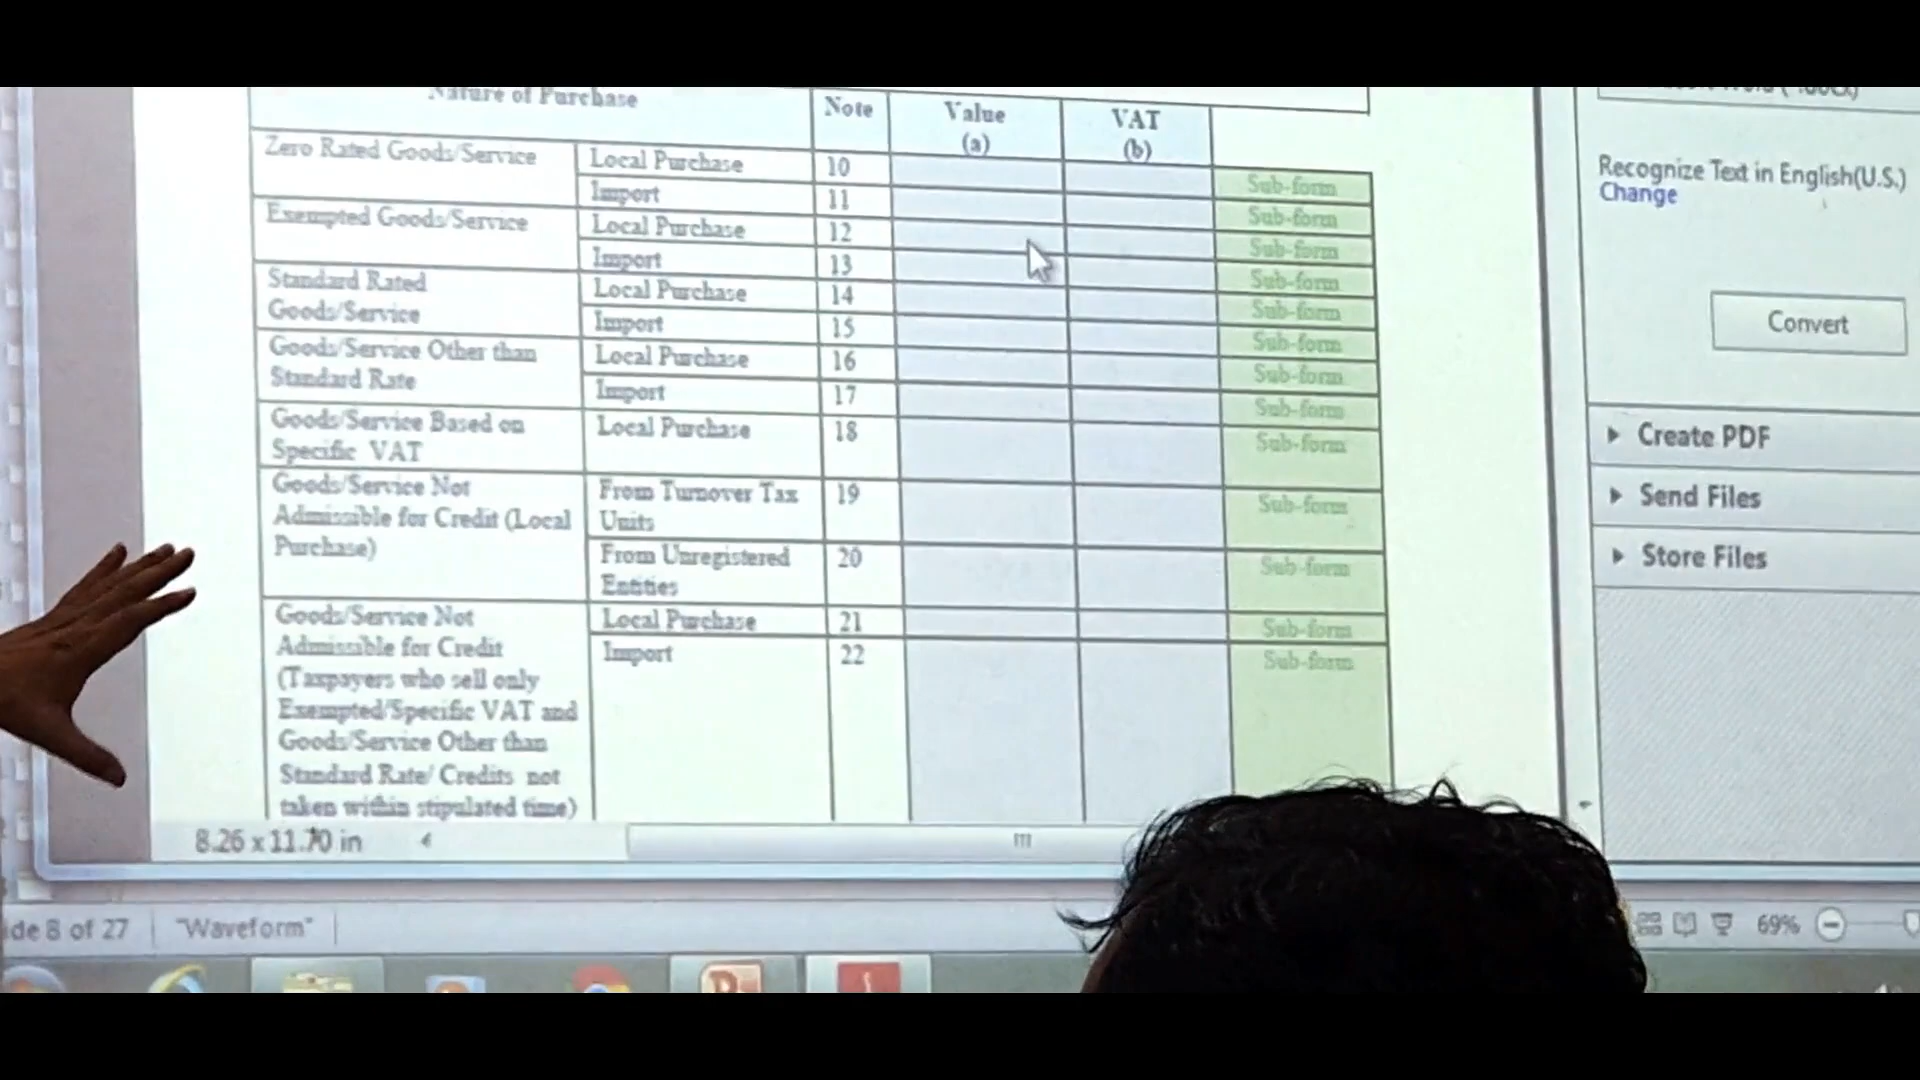 Nature of Purchase
Note
Value
(a)
VAT
(b)
Zero Rated Goods/Service
Local Purchase
10
Sub-form
Import
11
Sub-form
Exempted Goods/Service
Local Purchase
12
Sub-form
Import
13
Sub-form
Standard Rated
Goods/Service
Local Purchase
14
Sub-form
Import
15
Sub-form
Goods/Service Other than
Standard Rate
Local Purchase
16
Sub-form
Import
17
Sub-form
Goods/Service Based on
Specific VAT
Local Purchase
18
Sub-form
Goods/Service Not
Admissible for Credit (Local
Purchase)
From Turnover Tax
Units
19
Sub-form
From Unregistered
Entities
20
Sub-form
Goods/Service Not
Admissible for Credit
(Taxpayers who sell only
Exempted/Specific VAT and
Goods/Service Other than
Standard Rate/ Credits not
taken within stipulated time)
Local Purchase
21
Sub-form
Import
22
Sub-form
8.26 x 11.70 in
Recognize Text in English(U.S.)
Change
Convert
Create PDF
Send Files
Store Files
de 8 of 27
"Waveform"
69%